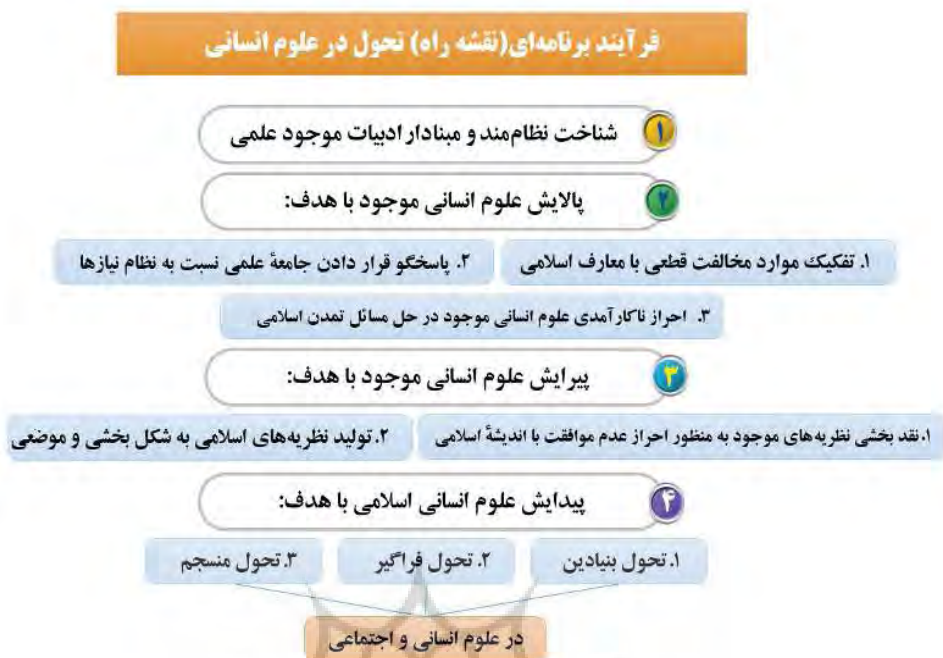 فرآیند برنامه‌ای(نقشه راه) تحول در علوم انسانی
۱ شناخت نظام‌مند و مبنادار ادبیات موجود علمی
۲ پالایش علوم انسانی موجود با هدف:
۱. تفکیک موارد مخالفت قطعی با معارف اسلامی
۲. پاسخگو قرار دادن جامعهٔ علمی نسبت به نظام نیازها
۳. احراز ناکارآمدی علوم انسانی موجود در حل مسائل تمدن اسلامی
۳ پیرایش علوم انسانی موجود با هدف:
۱.نقد بخشی نظریه‌های موجود به منظور احراز عدم موافقت با اندیشهٔ اسلامی
۲.تولید نظریه‌های اسلامی به شکل بخشی و موضعی
۴ پیدایش علوم انسانی اسلامی با هدف:
۱. تحول بنیادین
۲. تحول فراگیر
۳. تحول منسجم
در علوم انسانی و اجتماعی